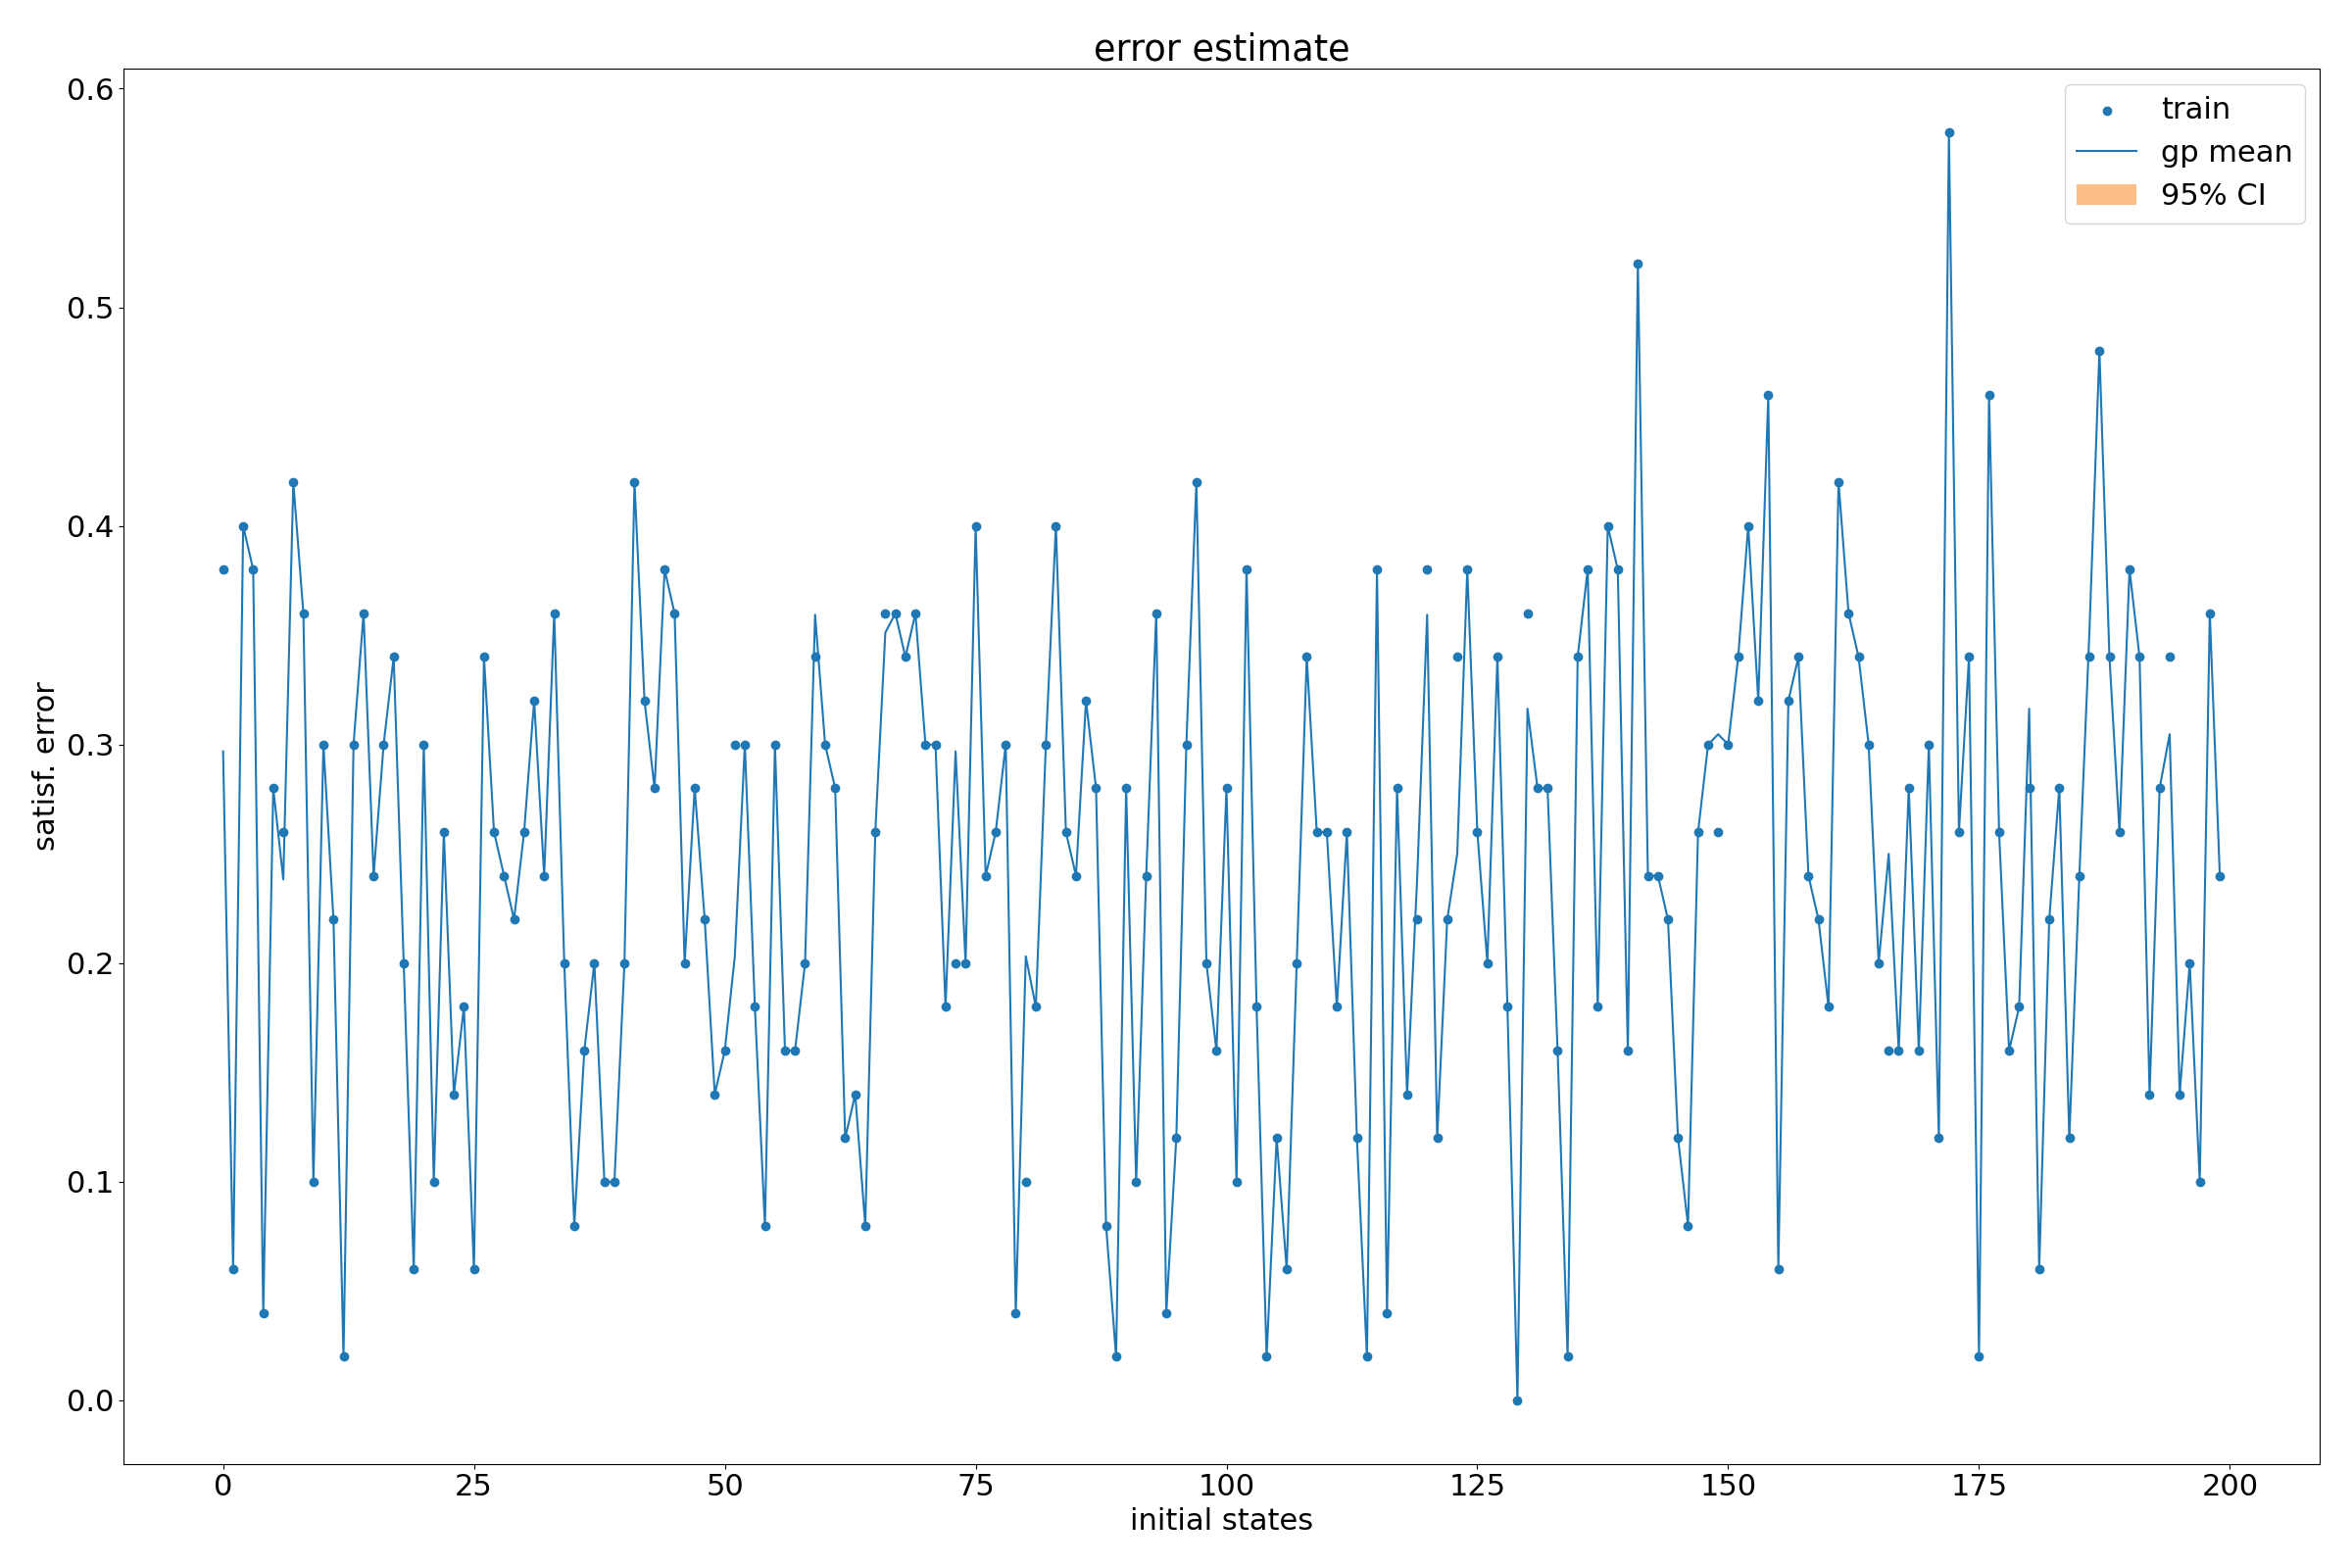 error estimate
0.6
0.5
0.4
0.3
0.2
0.1
0.0
satisf. error
train
gp mean
95% CI
0 25 50 75 100 125 150 175 200
initial states